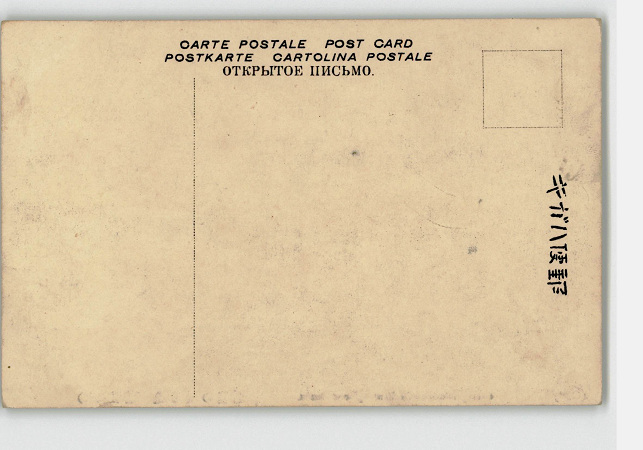 CARTE POSTALE POST CARD
POSTKARTE CARTOLINA POSTALE
ОТКРЫТОЕ ПИСЬМО.
郵便ハガキ